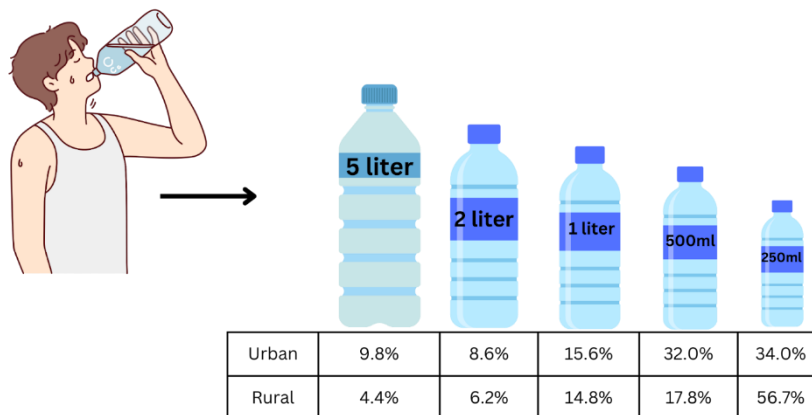 5 liter
2 liter
1 liter
500ml
250ml
Urban 9.8% 8.6% 15.6% 32.0% 34.0%
Rural 4.4% 6.2% 14.8% 17.8% 56.7%